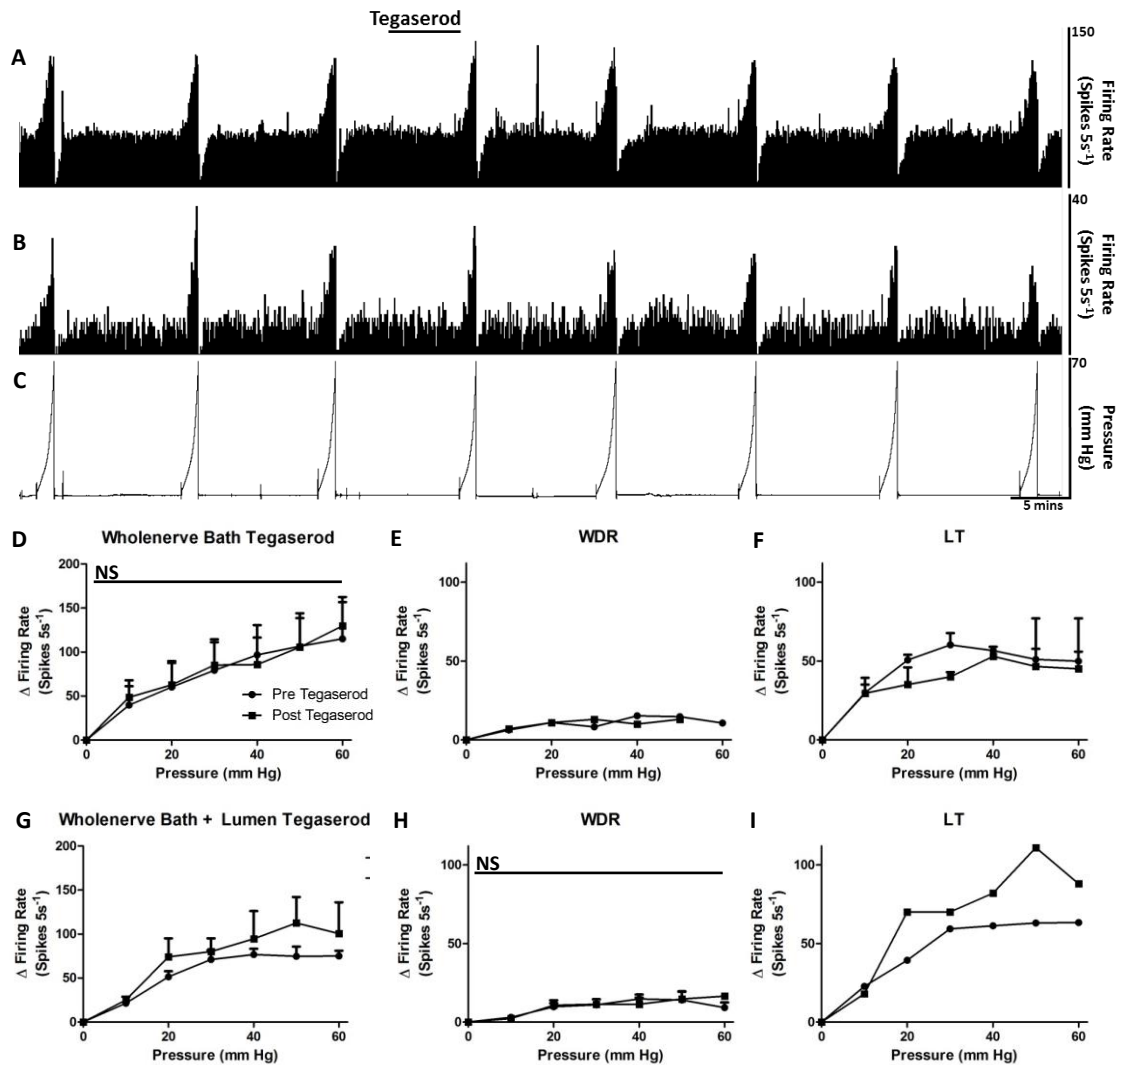 Tegaserod
A
150
Firing Rate
(Spikes 5s⁻¹)
B
40
Firing Rate
(Spikes 5s⁻¹)
C
70
Pressure
(mm Hg)
5 mins
D
Wholenerve Bath Tegaserod
NS
200
150
100
50
0
Δ Firing Rate
(Spikes 5s⁻¹)
Pre Tegaserod
Post Tegaserod
0 20 40 60
Pressure (mm Hg)
E
WDR
100
50
0
Δ Firing Rate
(Spikes 5s⁻¹)
0 20 40 60
Pressure (mm Hg)
F
LT
100
50
0
Δ Firing Rate
(Spikes 5s⁻¹)
0 20 40 60
Pressure (mm Hg)
G
Wholenerve Bath + Lumen Tegaserod
200
150
100
50
0
Δ Firing Rate
(Spikes 5s⁻¹)
0 20 40 60
Pressure (mm Hg)
H
WDR
NS
100
50
0
Δ Firing Rate
(Spikes 5s⁻¹)
0 20 40 60
Pressure (mm Hg)
I
LT
100
50
0
Δ Firing Rate
(Spikes 5s⁻¹)
0 20 40 60
Pressure (mm Hg)